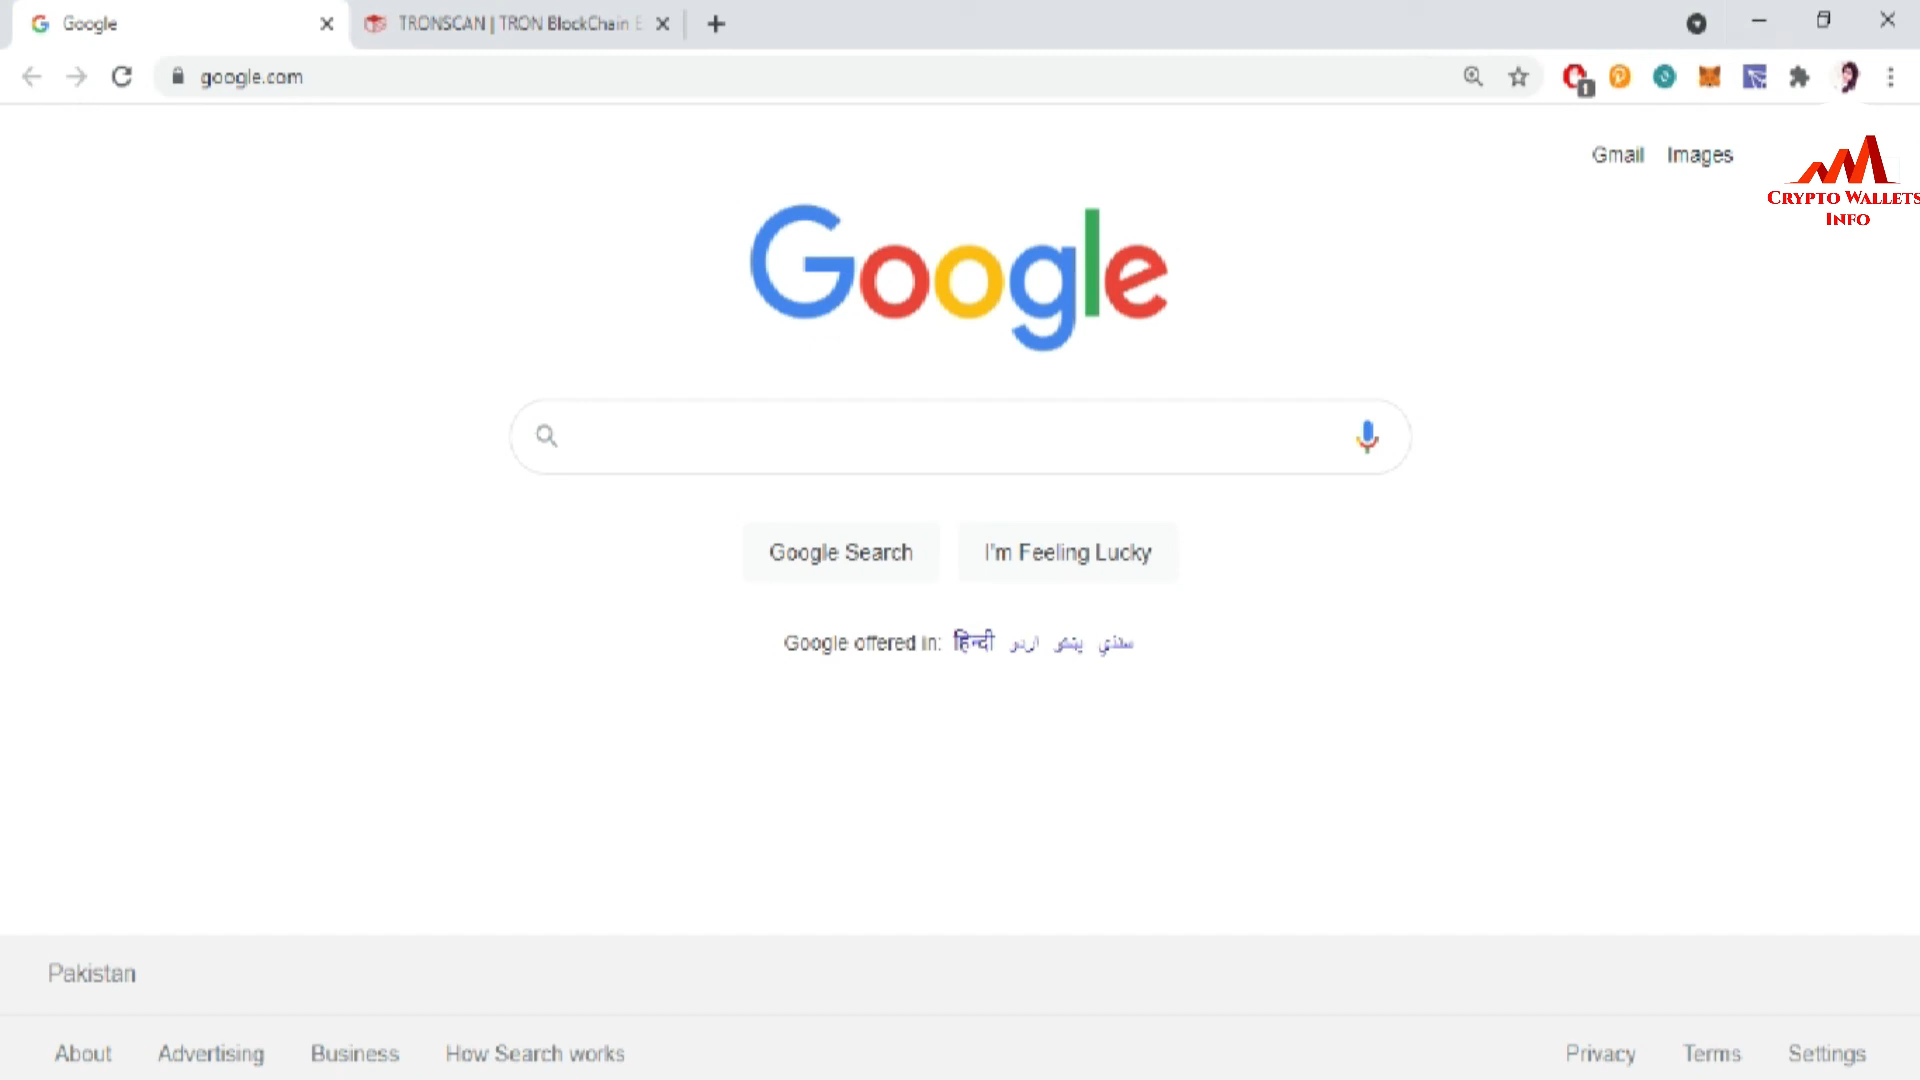 Google
TRONSCAN | TRON BlockChain E
google.com
1
Gmail Images
CRYPTO WALLETS
INFO
Google
Google Search I'm Feeling Lucky
Google offered in: हिन्दी اردو پښتو سنڌي
Pakistan
About Advertising Business How Search works Privacy Terms Settings